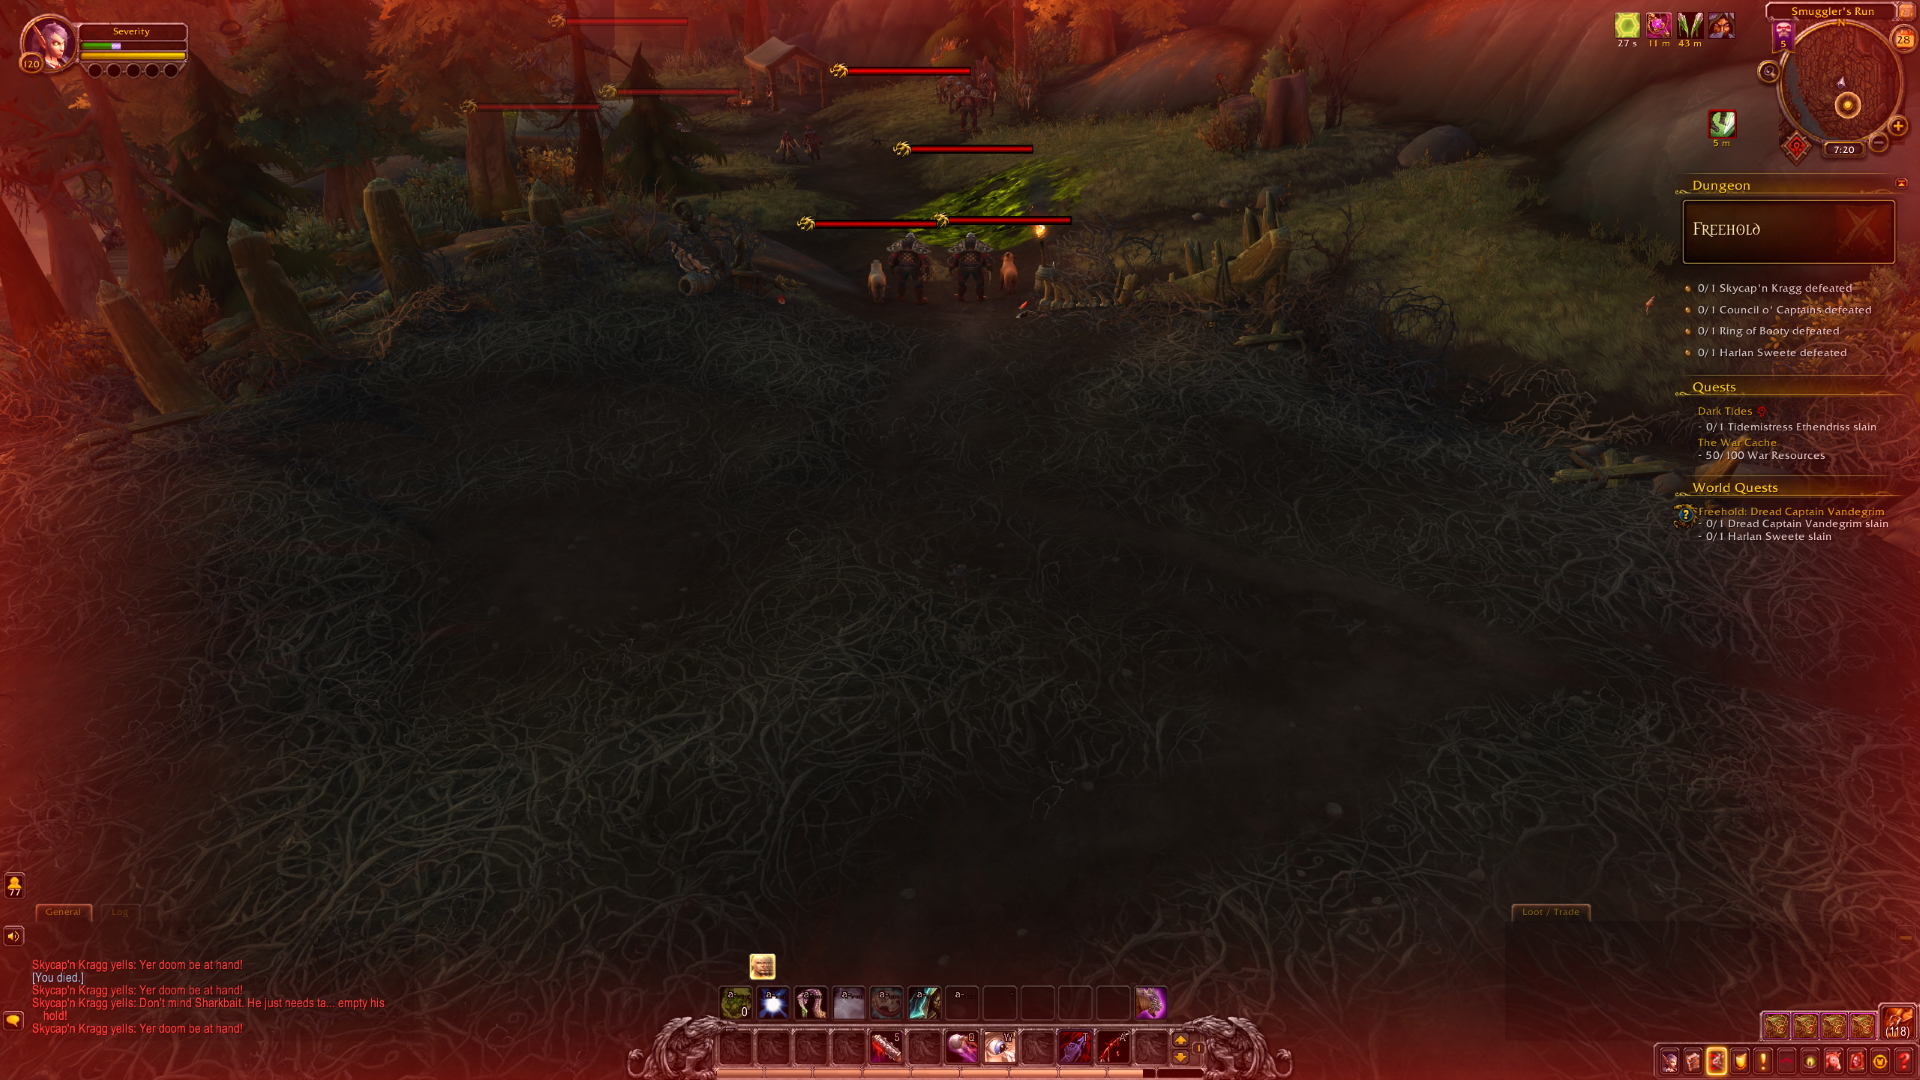 Severity
120
27 s
11 m
43 m
Smuggler's Run
N
5
28
5 m
7:20
Dungeon
Freehold
0/1 Skycap'n Kragg defeated
0/1 Council o' Captains defeated
0/1 Ring of Booty defeated
0/1 Harlan Sweete defeated
Quests
Dark Tides
- 0/1 Tidemistress Ethendriss slain
The War Cache
- 50/100 War Resources
World Quests
Freehold: Dread Captain Vandegrim
- 0/1 Dread Captain Vandegrim slain
- 0/1 Harlan Sweete slain
77
General
Log
Skycap'n Kragg yells: Yer doom be at hand!
[You died.]
Skycap'n Kragg yells: Yer doom be at hand!
Skycap'n Kragg yells: Don't mind Sharkbait. He just needs ta... empty his
hold!
Skycap'n Kragg yells: Yer doom be at hand!
Loot / Trade
0
S
Q
W
1
(118)